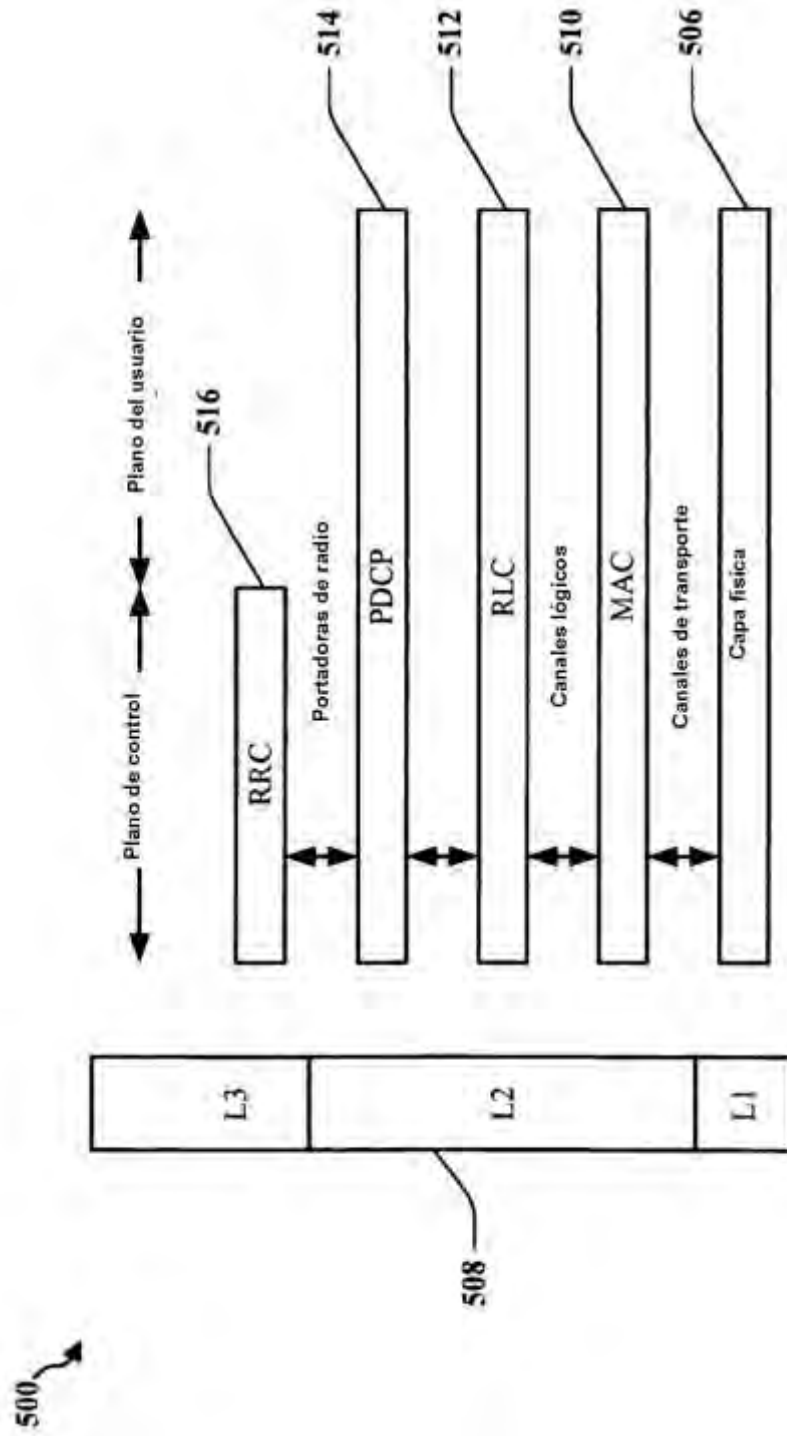 500
Plano de control
Plano del usuario
516
L3
RRC
Portadoras de radio
514
PDCP
L2
512
RLC
508
Canales lógicos
510
MAC
Canales de transporte
506
L1
Capa física